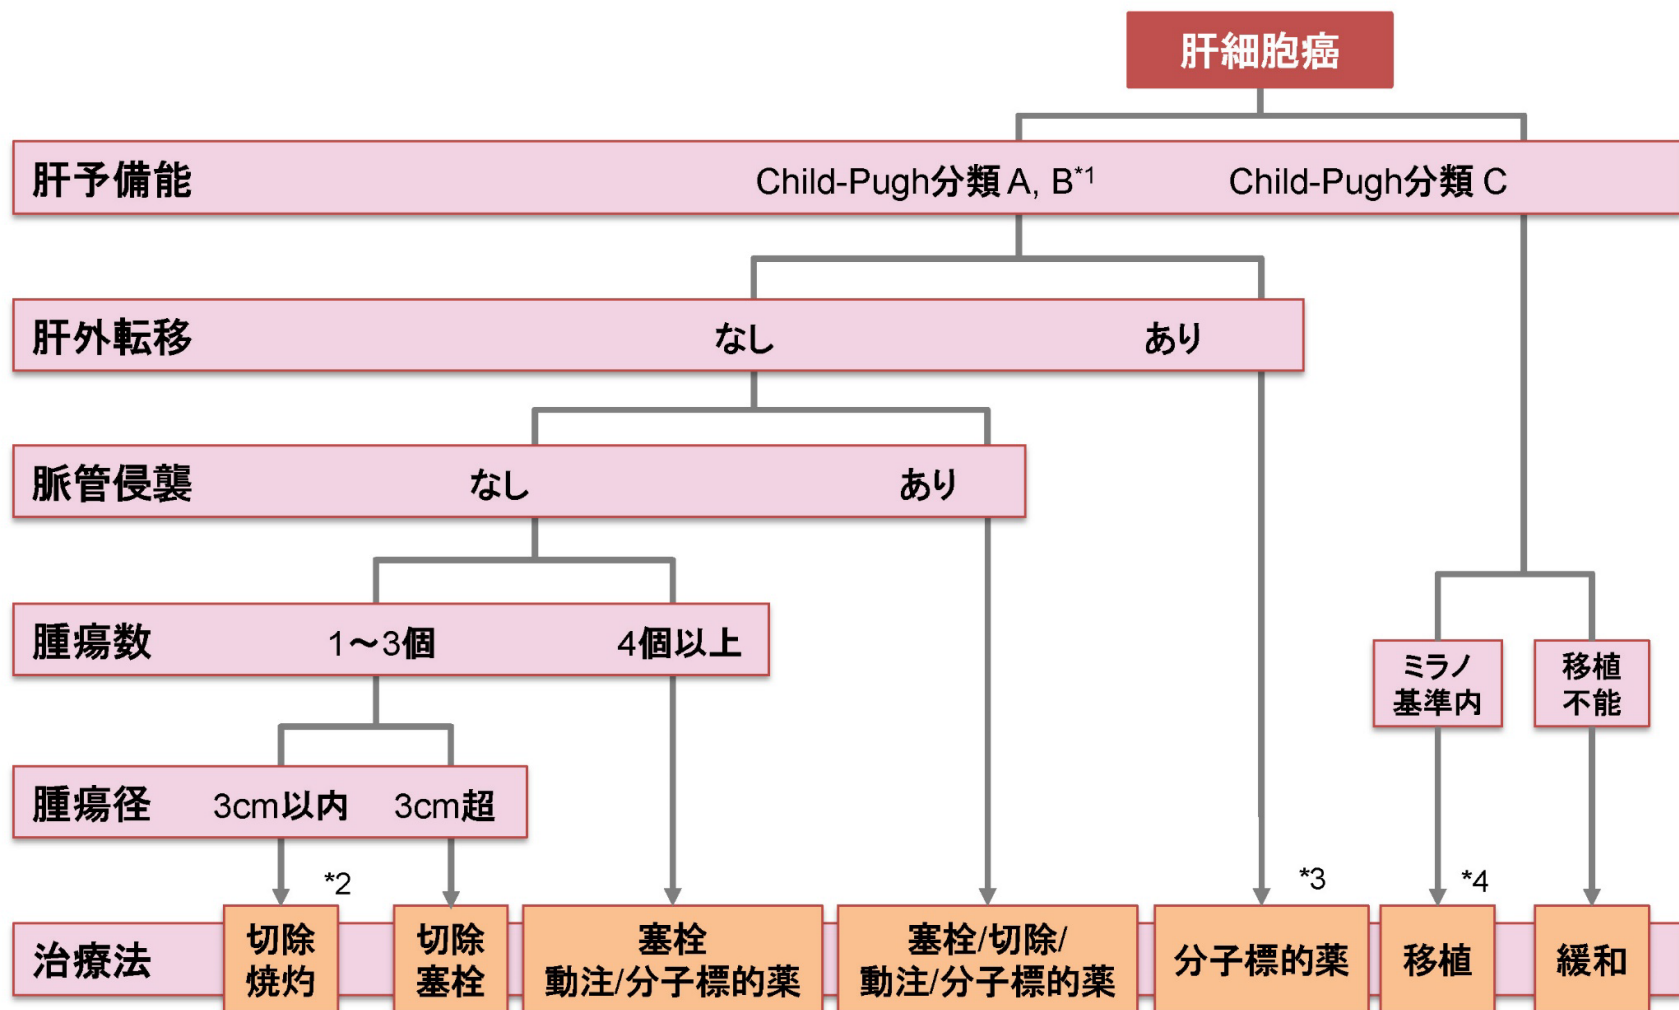 肝細胞癌
肝予備能 Child-Pugh分類 A, B*1 Child-Pugh分類 C
肝外転移 なし あり
脈管侵襲 なし あり
腫瘍数 1～3個 4個以上
ミラノ
基準内
移植
不能
腫瘍径 3cm以内 3cm超
*2 *3 *4
治療法
切除
焼灼
切除
塞栓
塞栓
動注/分子標的薬
塞栓/切除/
動注/分子標的薬
分子標的薬
移植
緩和